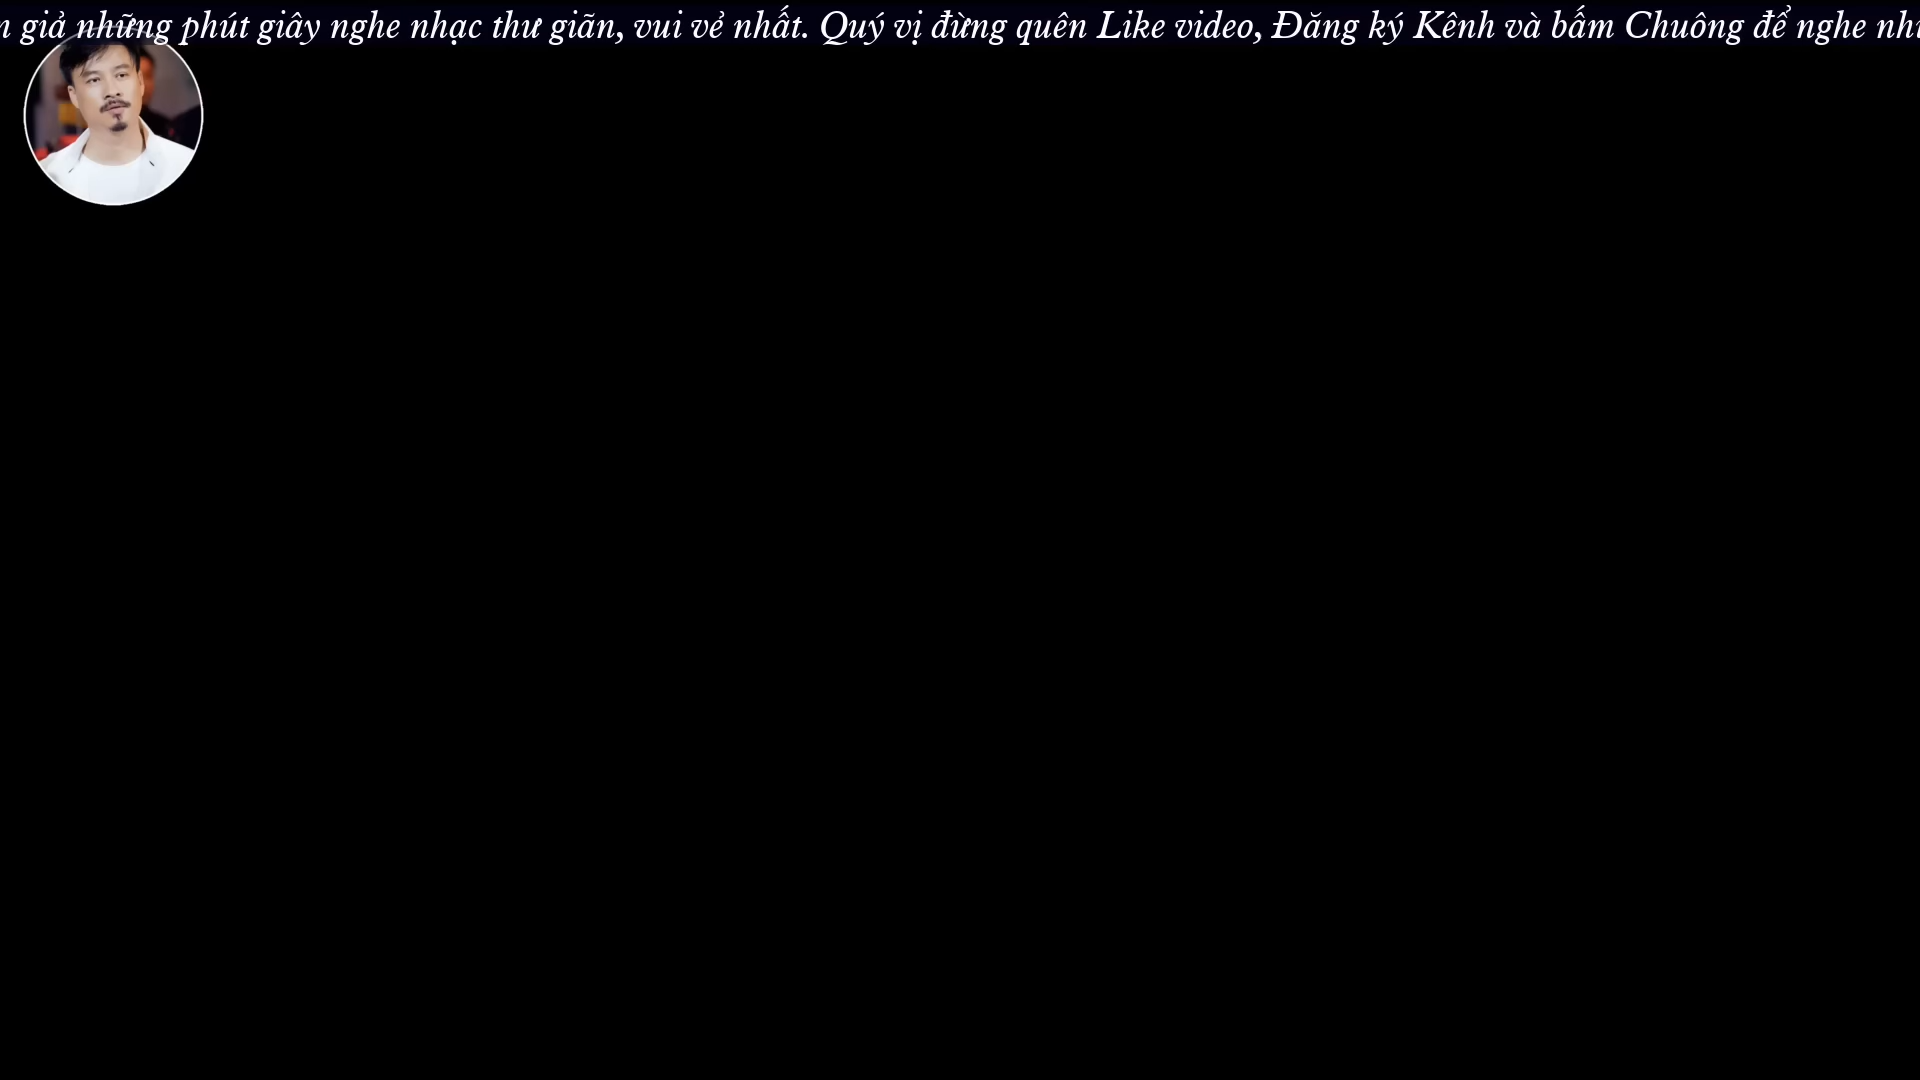 giả những phút giây nghe nhạc thư giãn, vui vẻ nhất. Quý vị đừng quên Like video, Đăng ký Kênh và bấm Chuông để nghe